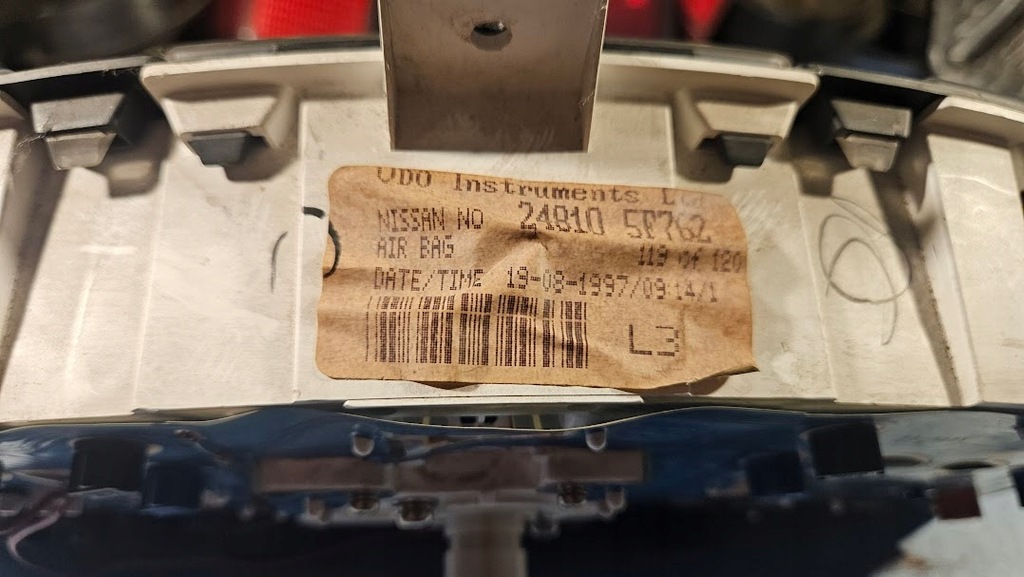 VDO Instruments Ltd
NISSAN NO 24810 5F762
AIR BAG 119 of 120
DATE/TIME 19-08-1997/09:14/1
L3